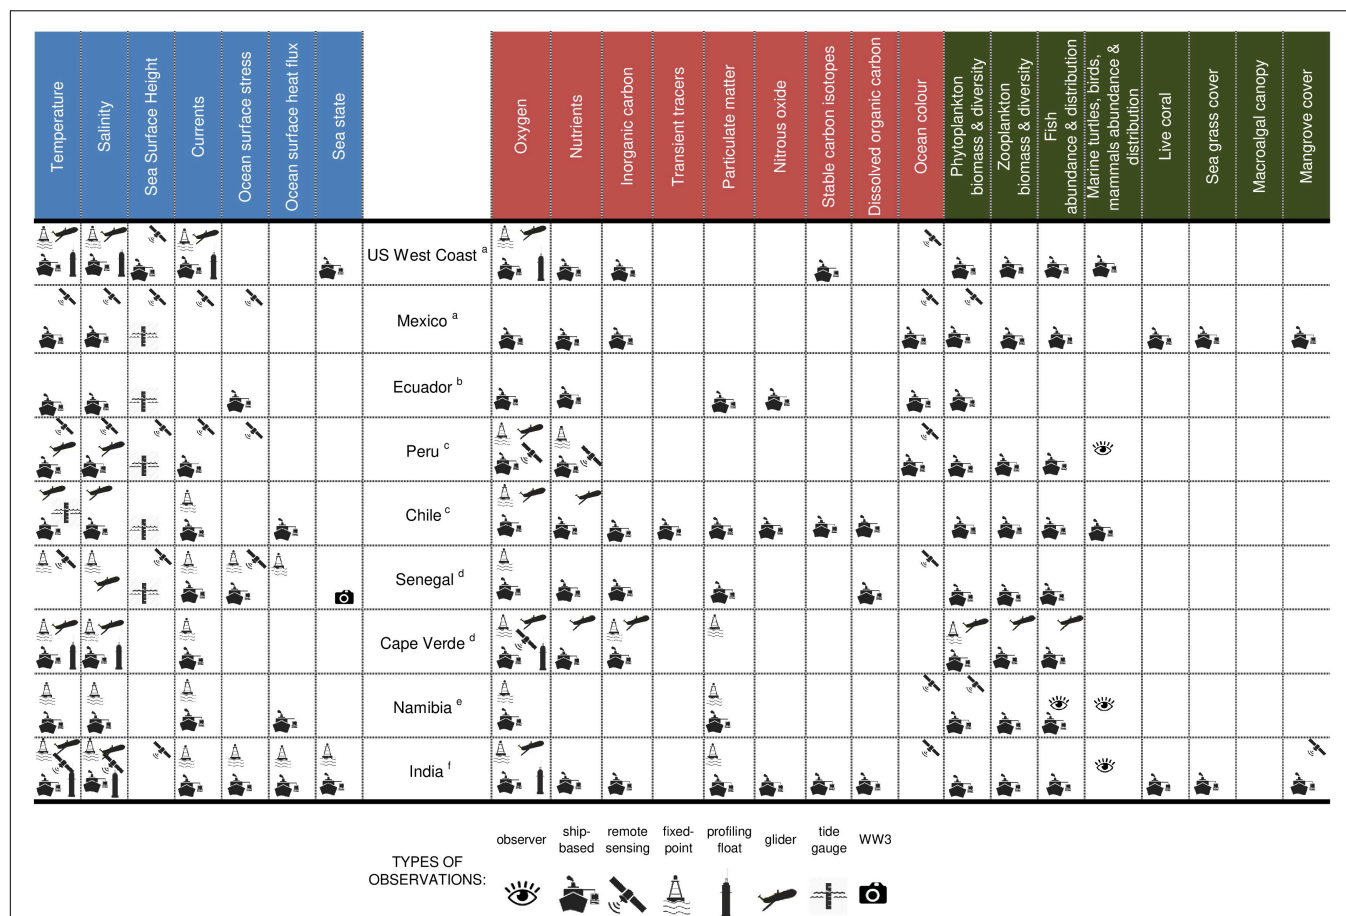 Temperature
Salinity
Sea Surface Height
Currents
Ocean surface stress
Ocean surface heat flux
Sea state
Oxygen
Nutrients
Inorganic carbon
Transient tracers
Particulate matter
Nitrous oxide
Stable carbon isotopes
Dissolved organic carbon
Ocean colour
Phytoplankton
biomass & diversity
Zooplankton
biomass & diversity
Fish
abundance & distribution
Marine turtles, birds,
mammals abundance &
distribution
Live coral
Sea grass cover
Macroalgal canopy
Mangrove cover
US West Coast a
Mexico a
Ecuador b
Peru c
Chile c
Senegal d
Cape Verde d
Namibia e
India f
TYPES OF
OBSERVATIONS:
observer
ship-
based
remote
sensing
fixed-
point
profiling
float
glider
tide
gauge
WW3